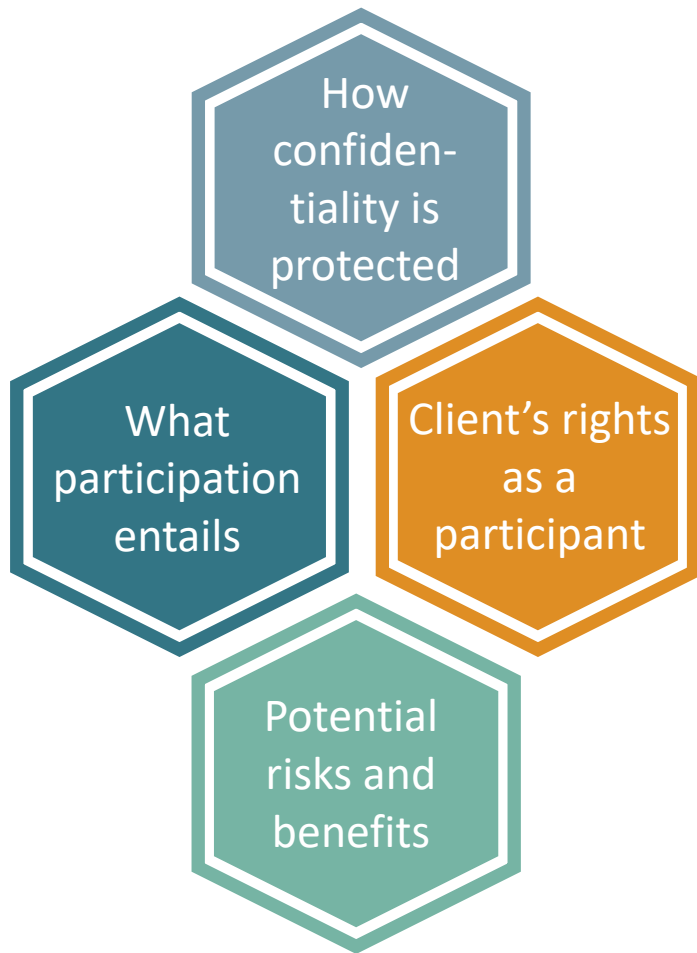 How
confiden-
tiality is
protected
What
participation
entails
Client’s rights
as a
participant
Potential
risks and
benefits